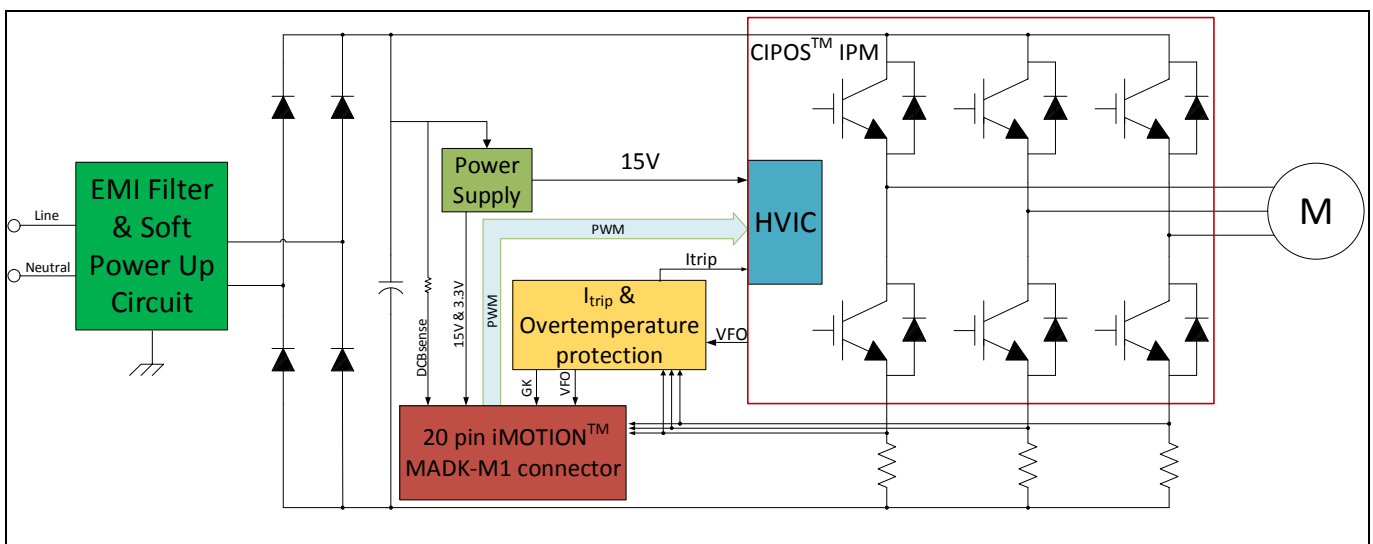 CIPOS™ IPM
Line
Neutral
EMI Filter
& Soft
Power Up
Circuit
Power
Supply
15V
HVIC
M
PWM
Itrip
DCBsense
15V & 3.3V
PWM
Itrip &
Overtemperature
protection
VFO
GK
VFO
20 pin iMOTION™
MADK-M1 connector